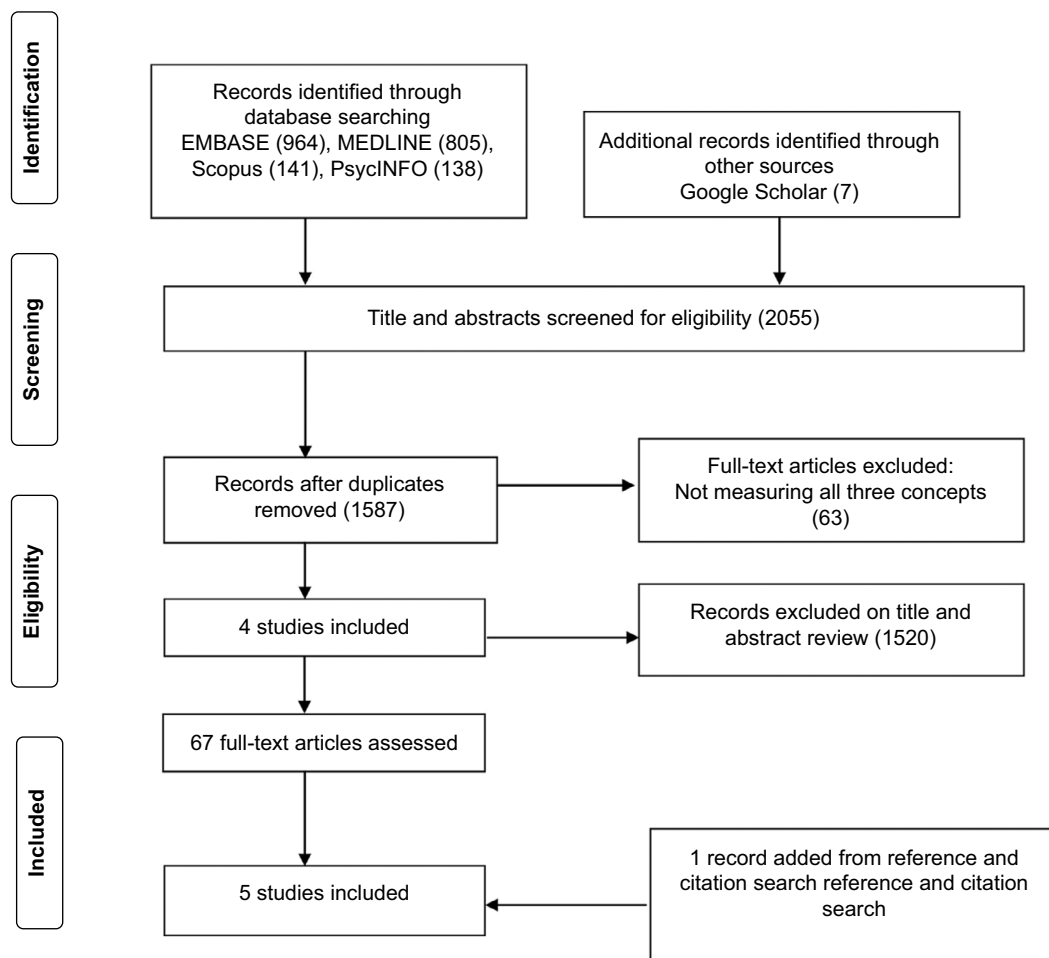 Identification
Records identified through
database searching
EMBASE (964), MEDLINE (805),
Scopus (141), PsycINFO (138)
Additional records identified through
other sources
Google Scholar (7)
Screening
Title and abstracts screened for eligibility (2055)
Eligibility
Records after duplicates
removed (1587)
Full-text articles excluded:
Not measuring all three concepts
(63)
4 studies included
Records excluded on title and
abstract review (1520)
Included
67 full-text articles assessed
5 studies included
1 record added from reference and
citation search reference and citation
search